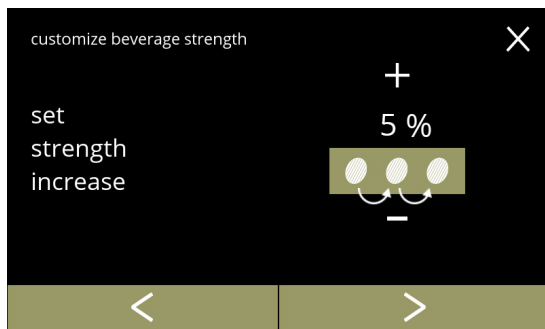 customize beverage strength
+
set
5 %
strength
increase
-
< >